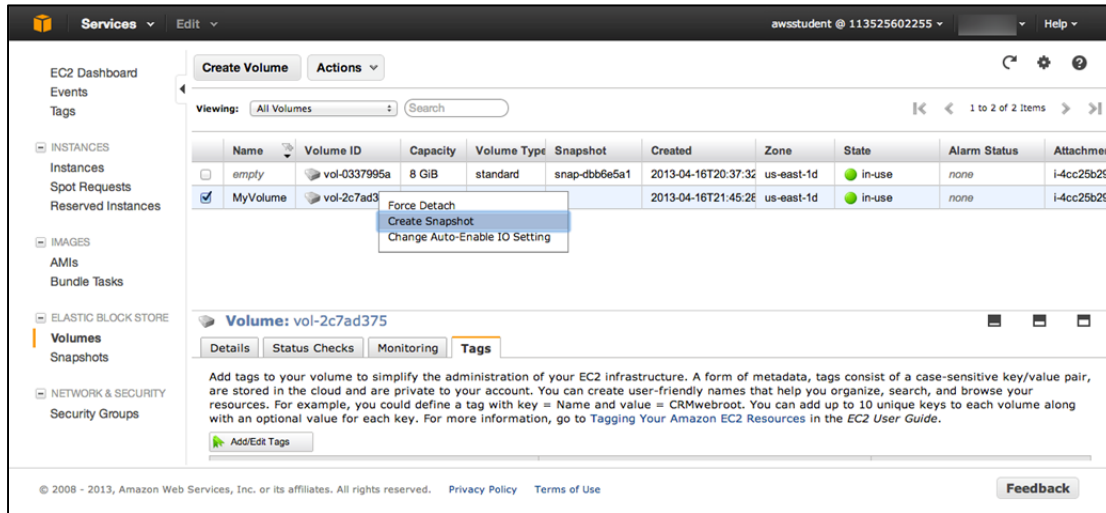 Services Edit awsstudent @ 113525602255 Help
EC2 Dashboard
Events
Tags
INSTANCES
Instances
Spot Requests
Reserved Instances
IMAGES
AMIs
Bundle Tasks
ELASTIC BLOCK STORE
Volumes
Snapshots
NETWORK & SECURITY
Security Groups
Create Volume Actions
Viewing: All Volumes Search 1 to 2 of 2 Items
Name Volume ID Capacity Volume Type Snapshot Created Zone State Alarm Status Attachmen
empty vol-0337995a 8 GiB standard snap-dbb6e5a1 2013-04-16T20:37:32 us-east-1d in-use none i-4cc25b29
MyVolume vol-2c7ad3 2013-04-16T21:45:28 us-east-1d in-use none i-4cc25b29
Force Detach
Create Snapshot
Change Auto-Enable IO Setting
Volume: vol-2c7ad375
Details Status Checks Monitoring Tags
Add tags to your volume to simplify the administration of your EC2 infrastructure. A form of metadata, tags consist of a case-sensitive key/value pair,
are stored in the cloud and are private to your account. You can create user-friendly names that help you organize, search, and browse your
resources. For example, you could define a tag with key = Name and value = CRMwebroot. You can add up to 10 unique keys to each volume along
with an optional value for each key. For more information, go to Tagging Your Amazon EC2 Resources in the EC2 User Guide.
Add/Edit Tags
© 2008 - 2013, Amazon Web Services, Inc. or its affiliates. All rights reserved. Privacy Policy Terms of Use Feedback